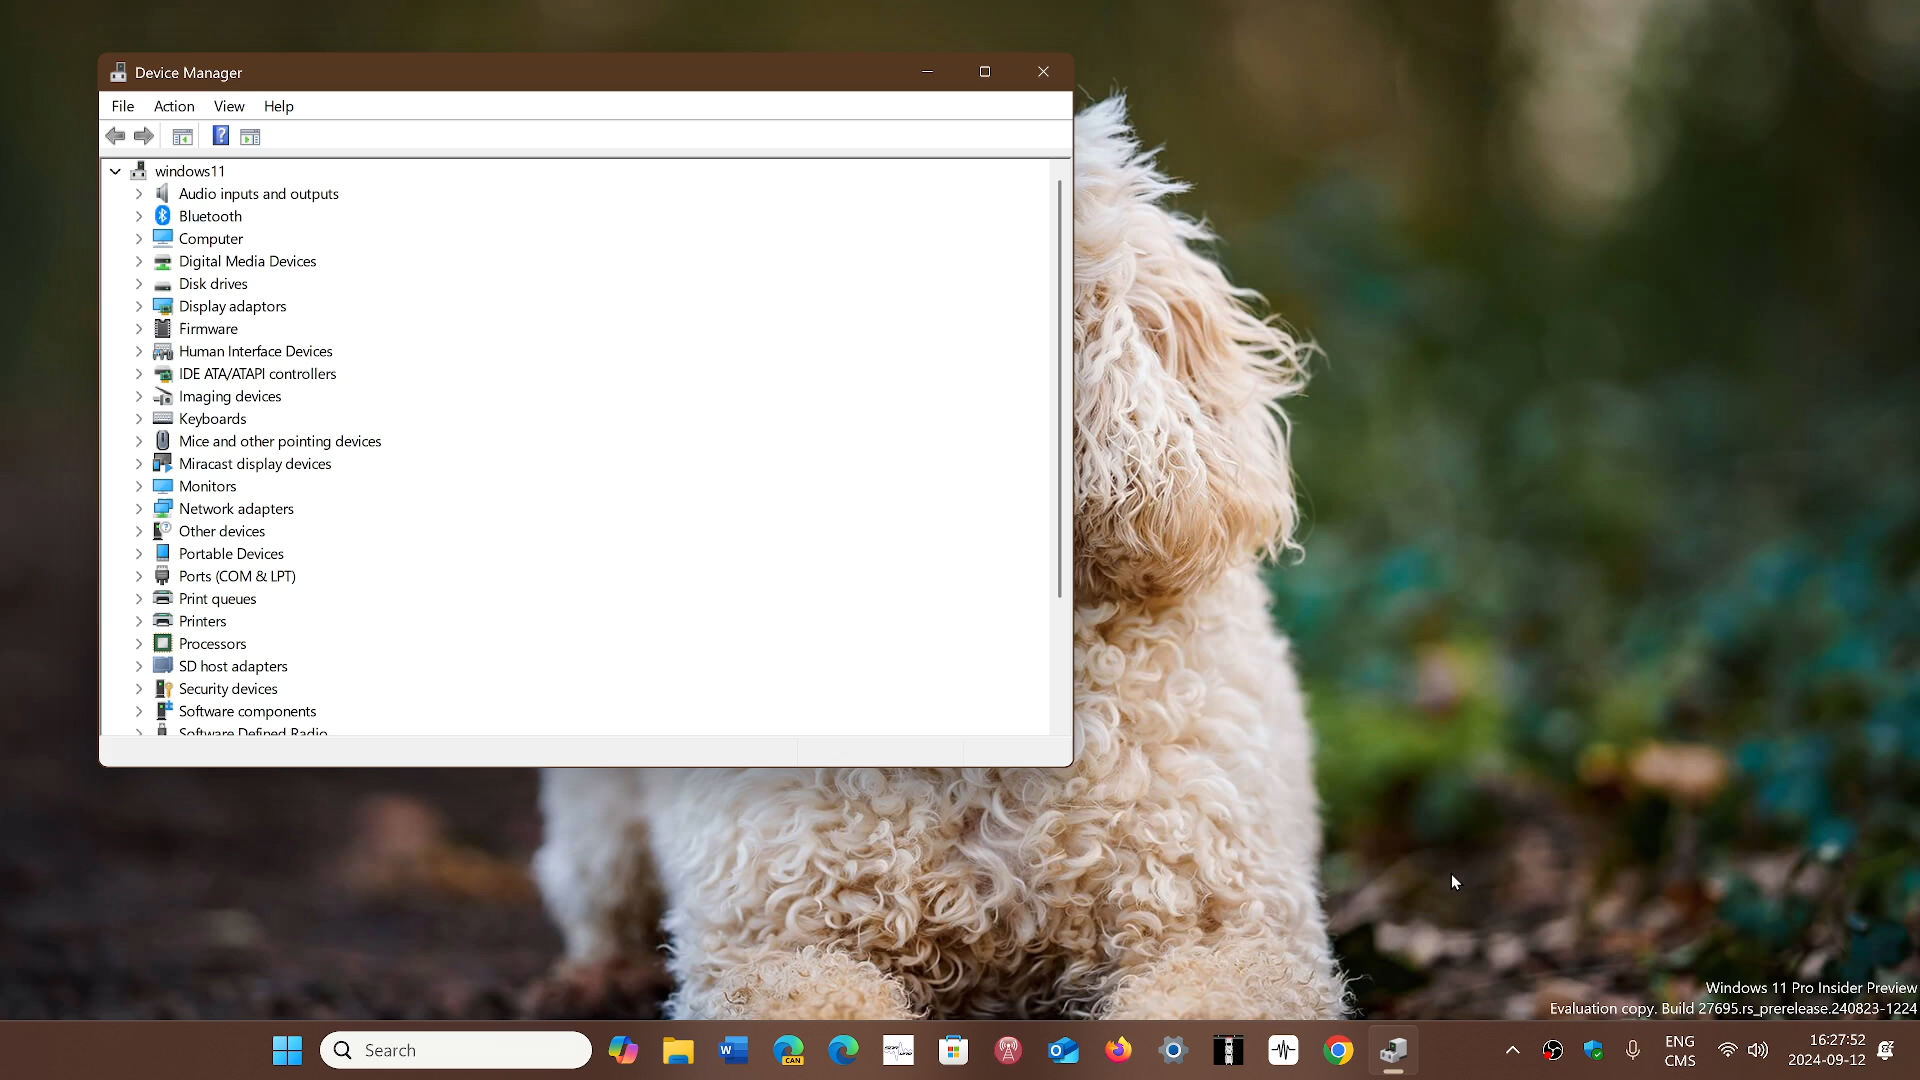 Device Manager
File Action View Help
windows11
Audio inputs and outputs
Bluetooth
Computer
Digital Media Devices
Disk drives
Display adaptors
Firmware
Human Interface Devices
IDE ATA/ATAPI controllers
Imaging devices
Keyboards
Mice and other pointing devices
Miracast display devices
Monitors
Network adapters
Other devices
Portable Devices
Ports (COM & LPT)
Print queues
Printers
Processors
SD host adapters
Security devices
Software components
Software Defined Radio
Windows 11 Pro Insider Preview
Evaluation copy. Build 27695.rs_prerelease.240823-1224
Search
CAN
ENG
CMS
16:27:52
2024-09-12